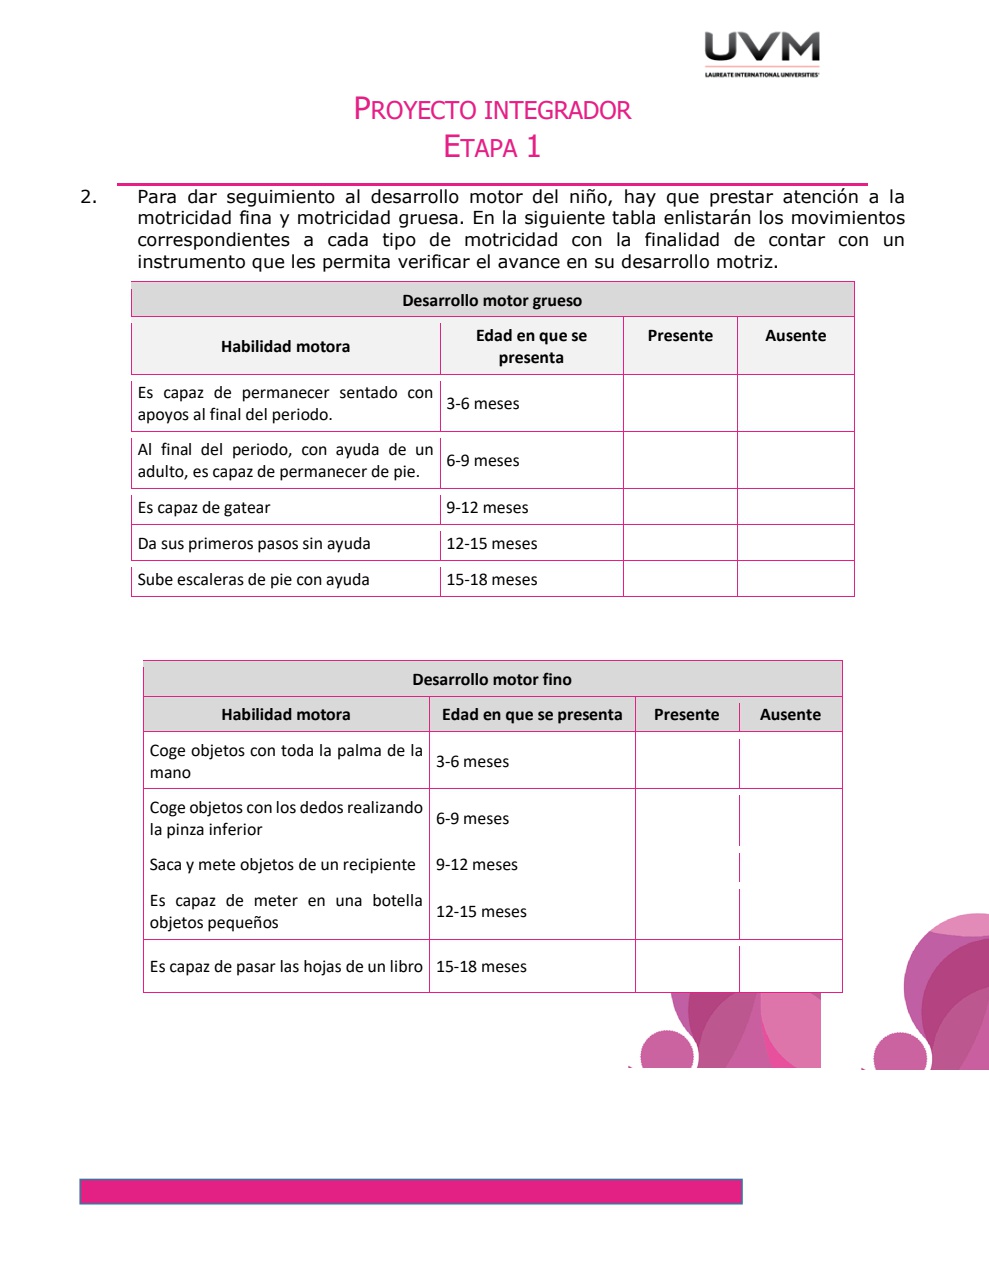 UVM
LAUREATE INTERNATIONAL UNIVERSITIES
PROYECTO INTEGRADOR
ETAPA 1
2. Para dar seguimiento al desarrollo motor del niño, hay que prestar atención a la
motricidad fina y motricidad gruesa. En la siguiente tabla enlistarán los movimientos
correspondientes a cada tipo de motricidad con la finalidad de contar con un
instrumento que les permita verificar el avance en su desarrollo motriz.
Desarrollo motor grueso
Habilidad motora
Edad en que se
presenta
Presente
Ausente
Es capaz de permanecer sentado con
apoyos al final del periodo.
3-6 meses
Al final del periodo, con ayuda de un
adulto, es capaz de permanecer de pie.
6-9 meses
Es capaz de gatear
9-12 meses
Da sus primeros pasos sin ayuda
12-15 meses
Sube escaleras de pie con ayuda
15-18 meses
Desarrollo motor fino
Habilidad motora
Edad en que se presenta
Presente
Ausente
Coge objetos con toda la palma de la
mano
3-6 meses
Coge objetos con los dedos realizando
la pinza inferior
6-9 meses
Saca y mete objetos de un recipiente
9-12 meses
Es capaz de meter en una botella
objetos pequeños
12-15 meses
Es capaz de pasar las hojas de un libro
15-18 meses